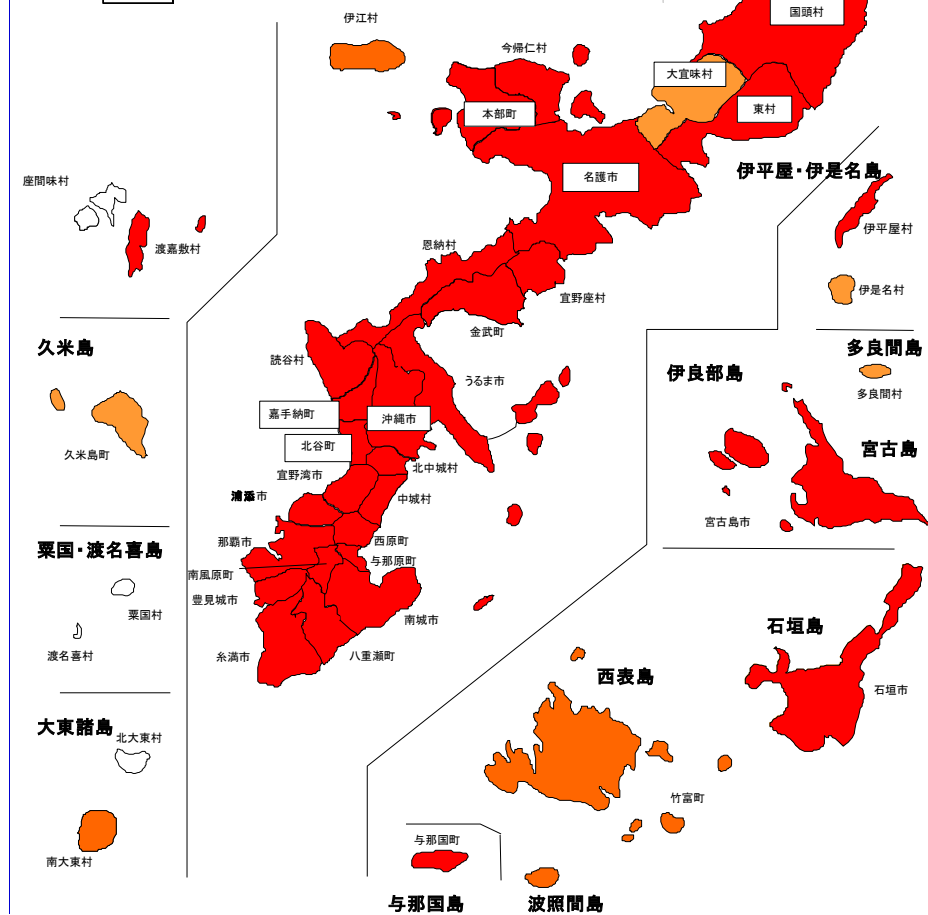 国頭村
伊江村
今帰仁村
大宜味村
東村
本部町
名護市
伊平屋・伊是名島
座間味村
渡嘉敷村
伊平屋村
恩納村
宜野座村
伊是名村
金武町
久米島
読谷村
うるま市
伊良部島
多良間島
多良間村
嘉手納町
沖縄市
北谷町
久米島町
宜野湾市
北中城村
宮古島
浦添市
中城村
宮古島市
那覇市
西原町
粟国・渡名喜島
与那原町
南風原町
豊見城市
粟国村
南城市
渡名喜村
糸満市
八重瀬町
石垣島
西表島
石垣市
大東諸島
北大東村
竹富町
南大東村
与那国町
与那国島
波照間島